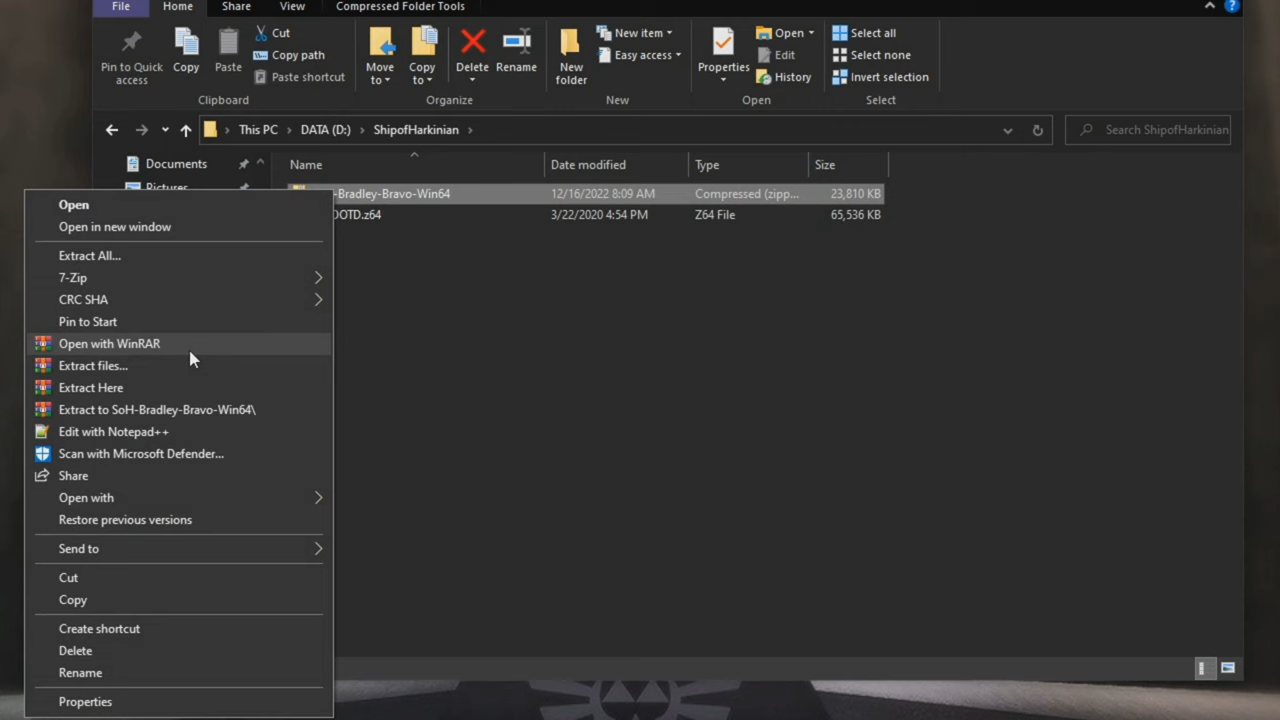 File Home Share View Compressed Folder Tools
Pin to Quick access
Copy
Paste
Cut
Copy path
Paste shortcut
Clipboard
Move to
Copy to
Delete
Rename
Organize
New folder
New item
Easy access
New
Properties
Open
Edit
History
Open
Select all
Select none
Invert selection
Select
This PC > DATA (D:) > ShipofHarkinian >
Search ShipofHarkinian
Documents
Pictures
Name Date modified Type Size
-Bradley-Bravo-Win64 12/16/2022 8:09 AM Compressed (zipp... 23,810 KB
OOTD.z64 3/22/2020 4:54 PM Z64 File 65,536 KB
Open
Open in new window
Extract All...
7-Zip
CRC SHA
Pin to Start
Open with WinRAR
Extract files...
Extract Here
Extract to SoH-Bradley-Bravo-Win64\
Edit with Notepad++
Scan with Microsoft Defender...
Share
Open with
Restore previous versions
Send to
Cut
Copy
Create shortcut
Delete
Rename
Properties